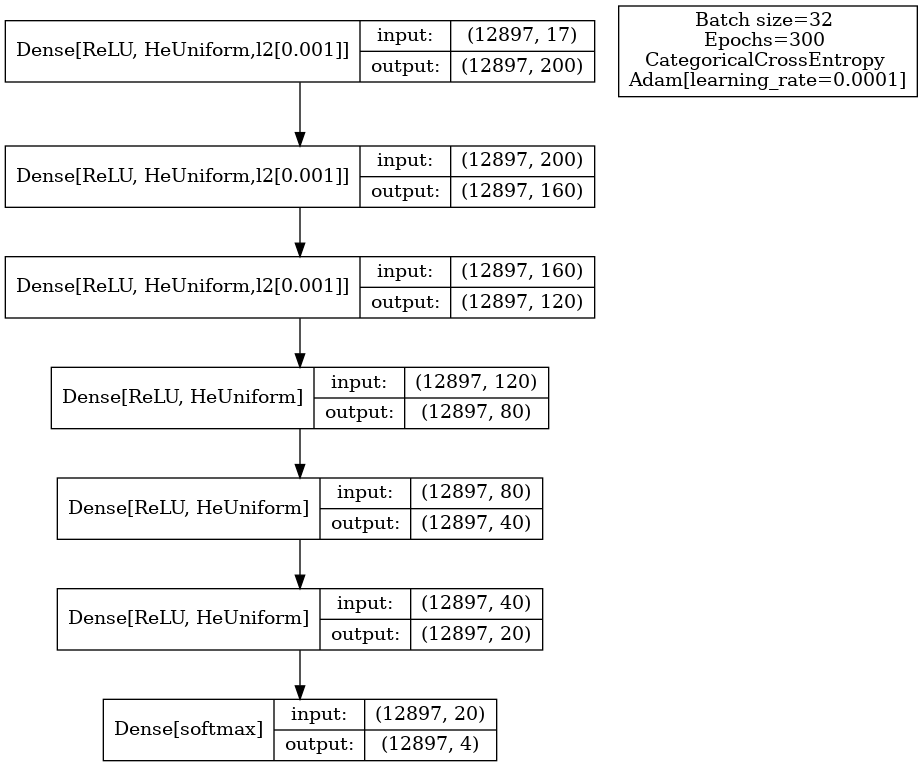 Dense[ReLU, HeUniform,l2[0.001]]
input:
(12897, 17)
output:
(12897, 200)
Batch size=32
Epochs=300
CategoricalCrossEntropy
Adam[learning_rate=0.0001]
Dense[ReLU, HeUniform,l2[0.001]]
input:
(12897, 200)
output:
(12897, 160)
Dense[ReLU, HeUniform,l2[0.001]]
input:
(12897, 160)
output:
(12897, 120)
Dense[ReLU, HeUniform]
input:
(12897, 120)
output:
(12897, 80)
Dense[ReLU, HeUniform]
input:
(12897, 80)
output:
(12897, 40)
Dense[ReLU, HeUniform]
input:
(12897, 40)
output:
(12897, 20)
Dense[softmax]
input:
(12897, 20)
output:
(12897, 4)